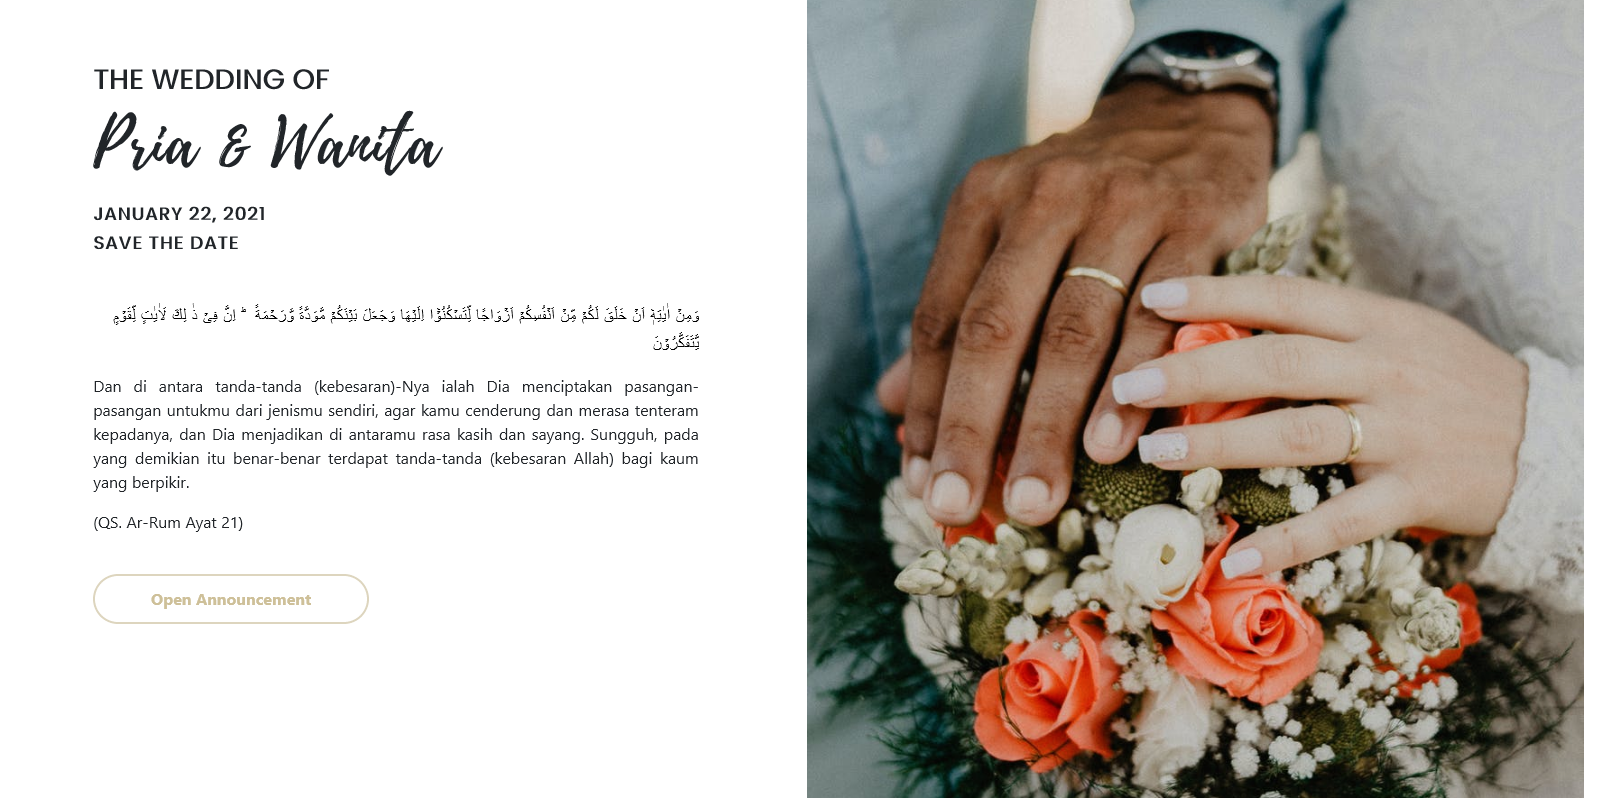 THE WEDDING OF
Pria & Wanita
JANUARY 22, 2021
SAVE THE DATE
وَمِنْ اٰيٰتِهٖٓ اَنْ خَلَقَ لَكُمْ مِّنْ اَنْفُسِكُمْ اَزْوَاجًا لِّتَسْكُنُوْٓا اِلَيْهَا وَجَعَلَ بَيْنَكُمْ مَّوَدَّةً وَّرَحْمَةً ۗ اِنَّ فِيْ ذٰ لِكَ لَاٰيٰتٍ لِّقَوْمٍ
يَّتَفَكَّرُوْنَ
Dan di antara tanda-tanda (kebesaran)-Nya ialah Dia menciptakan pasangan-
pasangan untukmu dari jenismu sendiri, agar kamu cenderung dan merasa tenteram
kepadanya, dan Dia menjadikan di antaramu rasa kasih dan sayang. Sungguh, pada
yang demikian itu benar-benar terdapat tanda-tanda (kebesaran Allah) bagi kaum
yang berpikir.
(QS. Ar-Rum Ayat 21)
Open Announcement